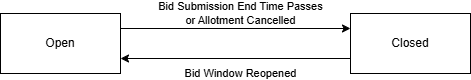 Bid Submission End Time Passes
or Allotment Cancelled
Open
Closed
Bid Window Reopened